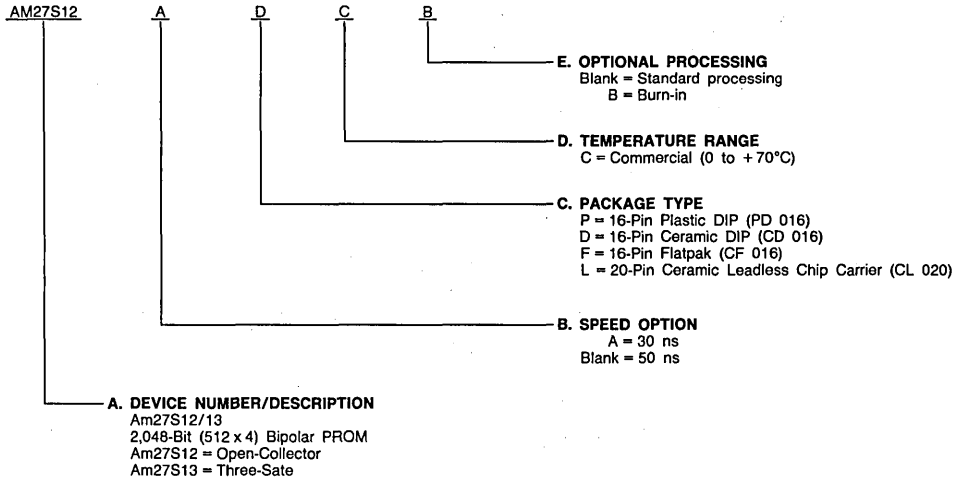 AM27S12 A D C B
E. OPTIONAL PROCESSING
Blank = Standard processing
B = Burn-in
D. TEMPERATURE RANGE
C = Commercial (0 to +70°C)
C. PACKAGE TYPE
P = 16-Pin Plastic DIP (PD 016)
D = 16-Pin Ceramic DIP (CD 016)
F = 16-Pin Flatpak (CF 016)
L = 20-Pin Ceramic Leadless Chip Carrier (CL 020)
B. SPEED OPTION
A = 30 ns
Blank = 50 ns
A. DEVICE NUMBER/DESCRIPTION
Am27S12/13
2,048-Bit (512 x 4) Bipolar PROM
Am27S12 = Open-Collector
Am27S13 = Three-Sate